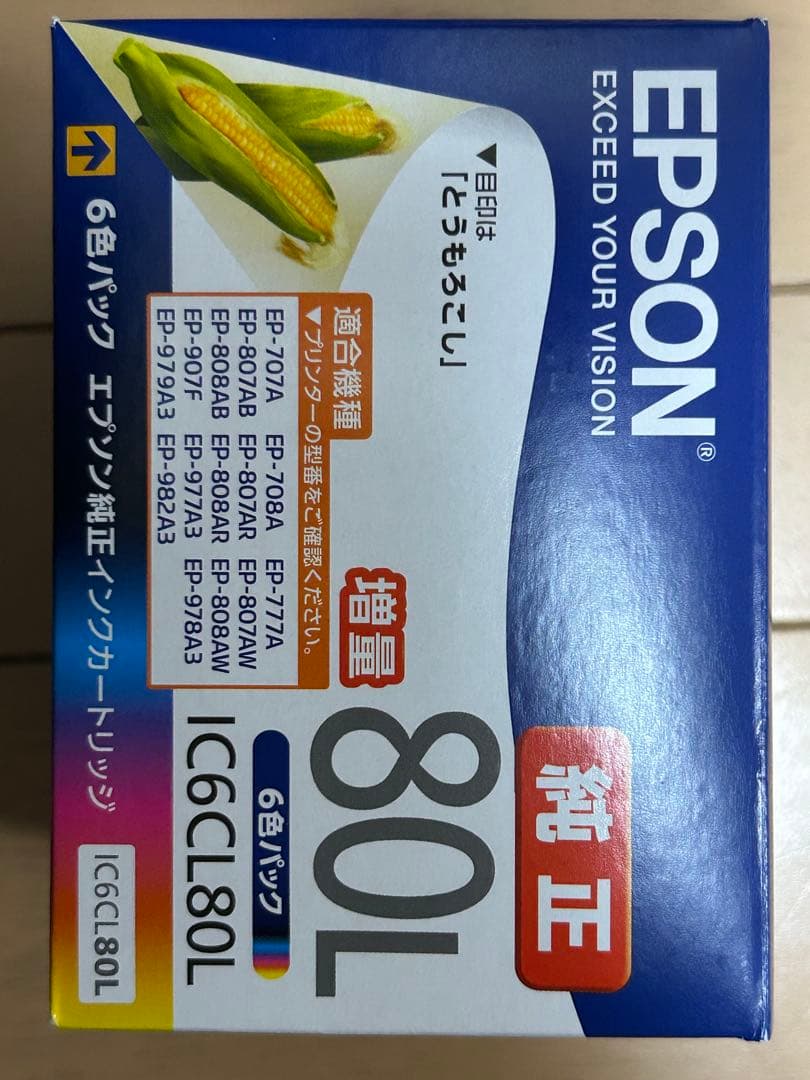 EPSON®
EXCEED YOUR VISION
純正
▼目印は
「とうもろこし」
増量
80L
適合機種
▼プリンターの型番をご確認ください。
EP-707A EP-708A EP-777A
EP-807AB EP-807AR EP-807AW
EP-808AB EP-808AR EP-808AW
EP-907F EP-977A3 EP-978A3
EP-979A3 EP-982A3
6色パック
IC6CL80L
6色パック エプソン純正インクカートリッジ
IC6CL80L